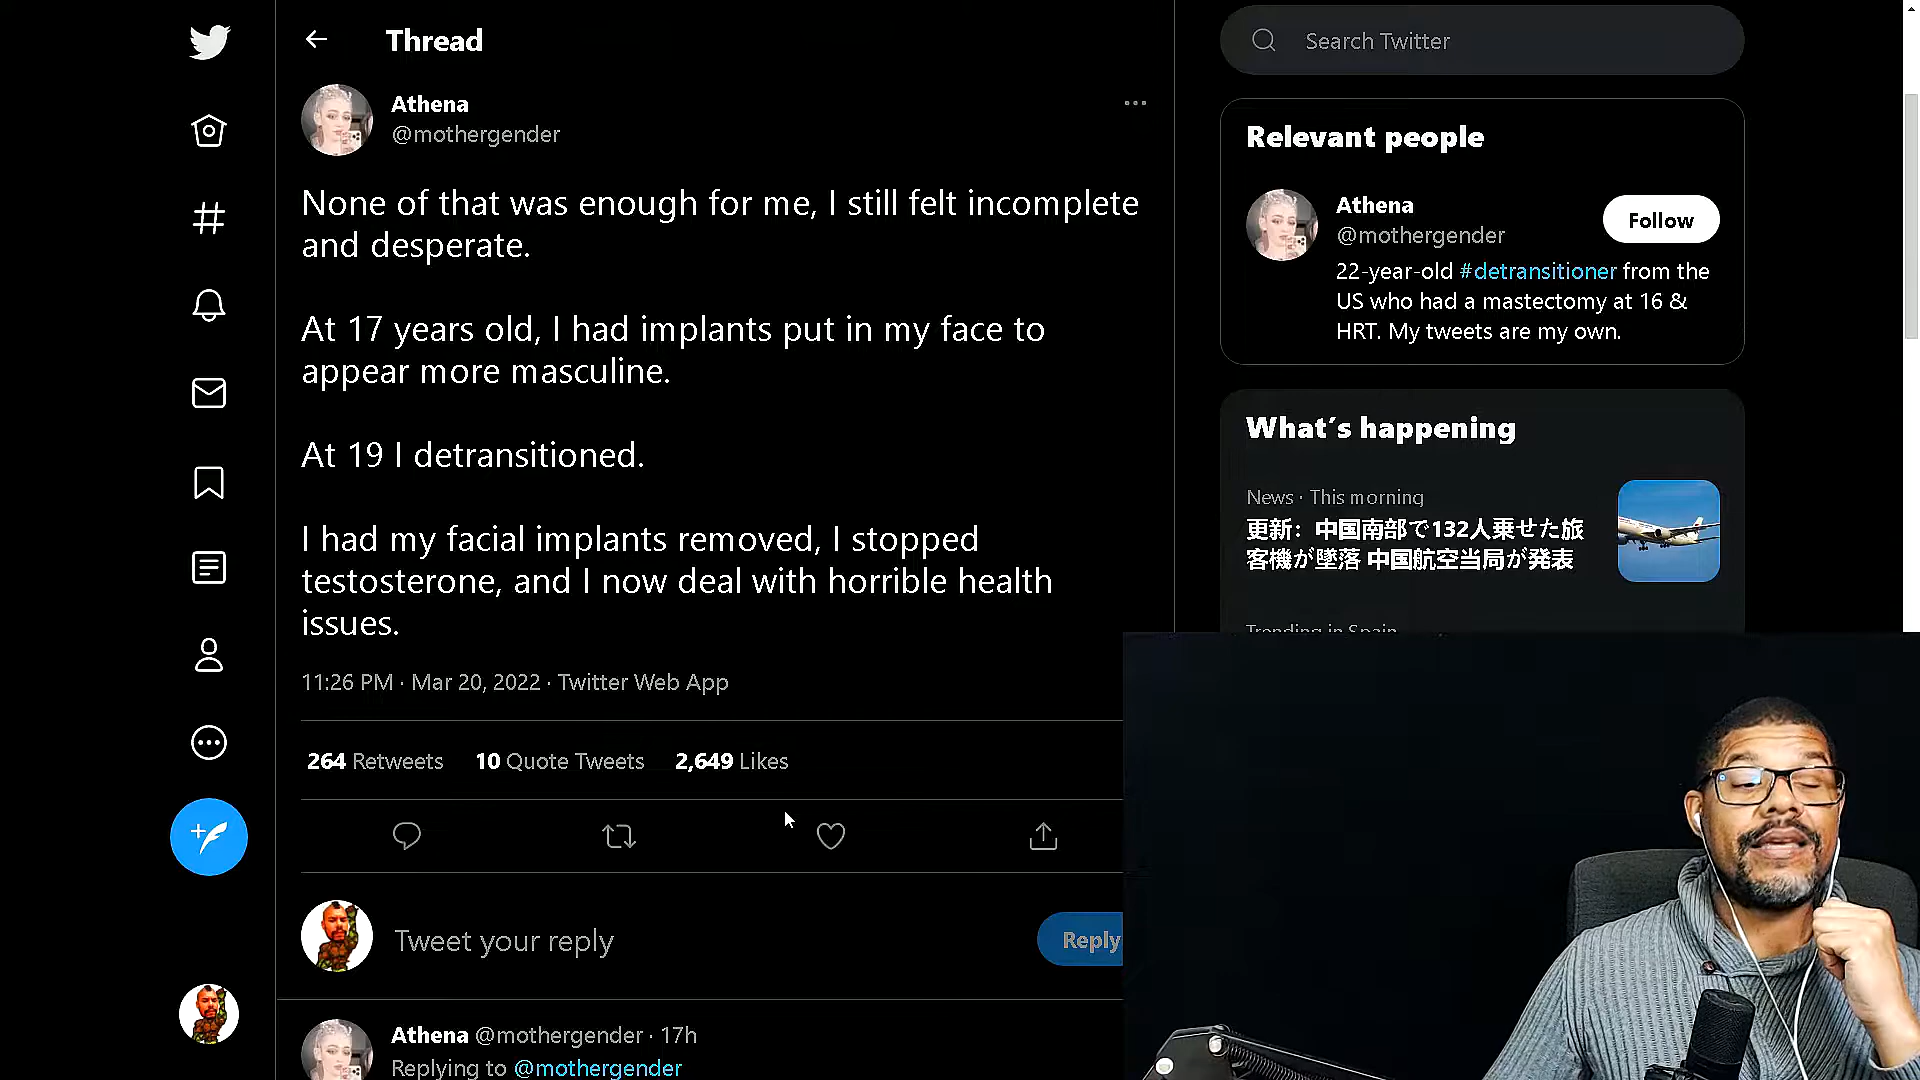 Thread
Athena
@mothergender
None of that was enough for me, I still felt incomplete
and desperate.
At 17 years old, I had implants put in my face to
appear more masculine.
At 19 I detransitioned.
I had my facial implants removed, I stopped
testosterone, and I now deal with horrible health
issues.
11:26 PM · Mar 20, 2022 · Twitter Web App
264 Retweets 10 Quote Tweets 2,649 Likes
Tweet your reply
Reply
Athena @mothergender · 17h
Replying to @mothergender
Search Twitter
Relevant people
Athena
@mothergender
Follow
22-year-old #detransitioner from the
US who had a mastectomy at 16 &
HRT. My tweets are my own.
What's happening
News · This morning
更新：中国南部で132人乗せた旅
客機が墜落 中国航空当局が発表
Trending in Spain